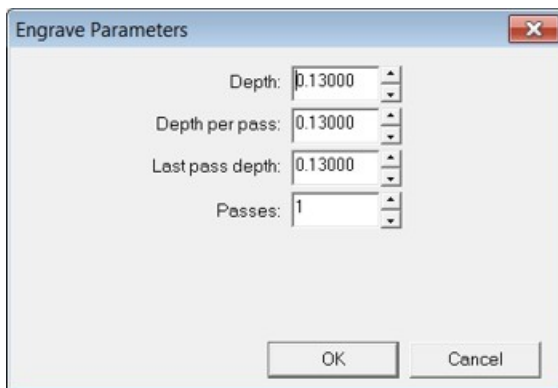 Engrave Parameters
Depth: 0.13000
Depth per pass: 0.13000
Last pass depth: 0.13000
Passes: 1
OK Cancel